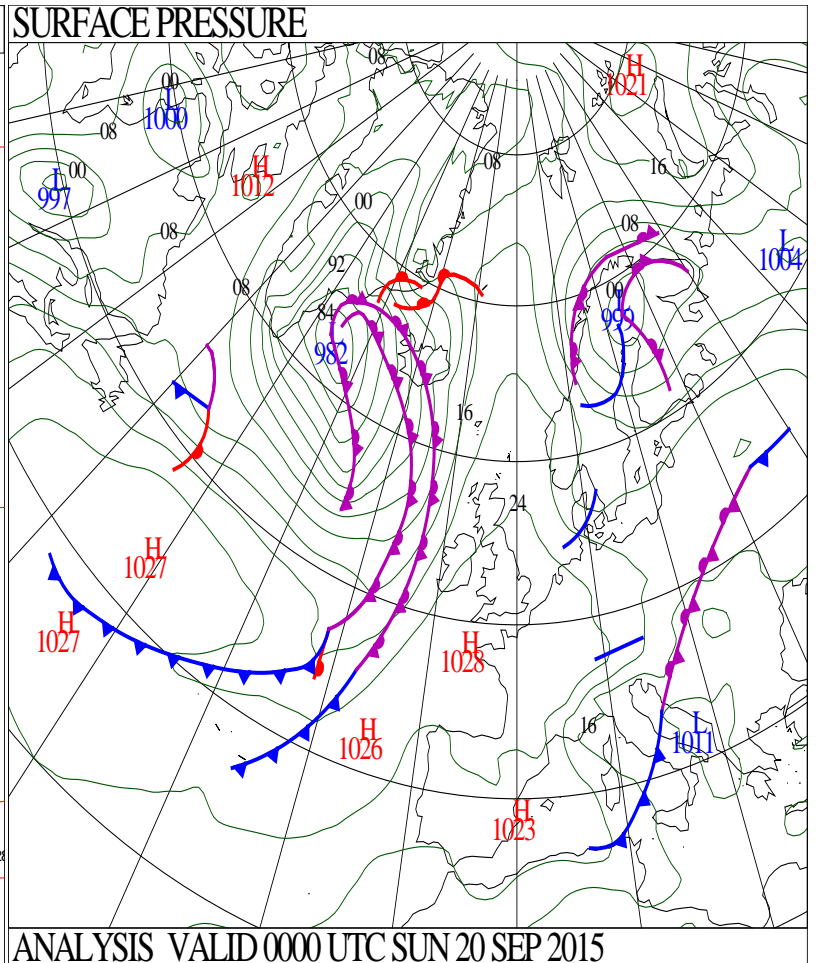 SURFACE PRESSURE
08
H
1021
00
L
1000
08
H
1012
08
16
L
997
00
00
08
08
L
1004
92
08
00
L
999
84
982
16
24
H
1027
H
1027
H
1028
H
1026
16
L
1011
H
1023
ANALYSIS VALID 0000 UTC SUN 20 SEP 2015